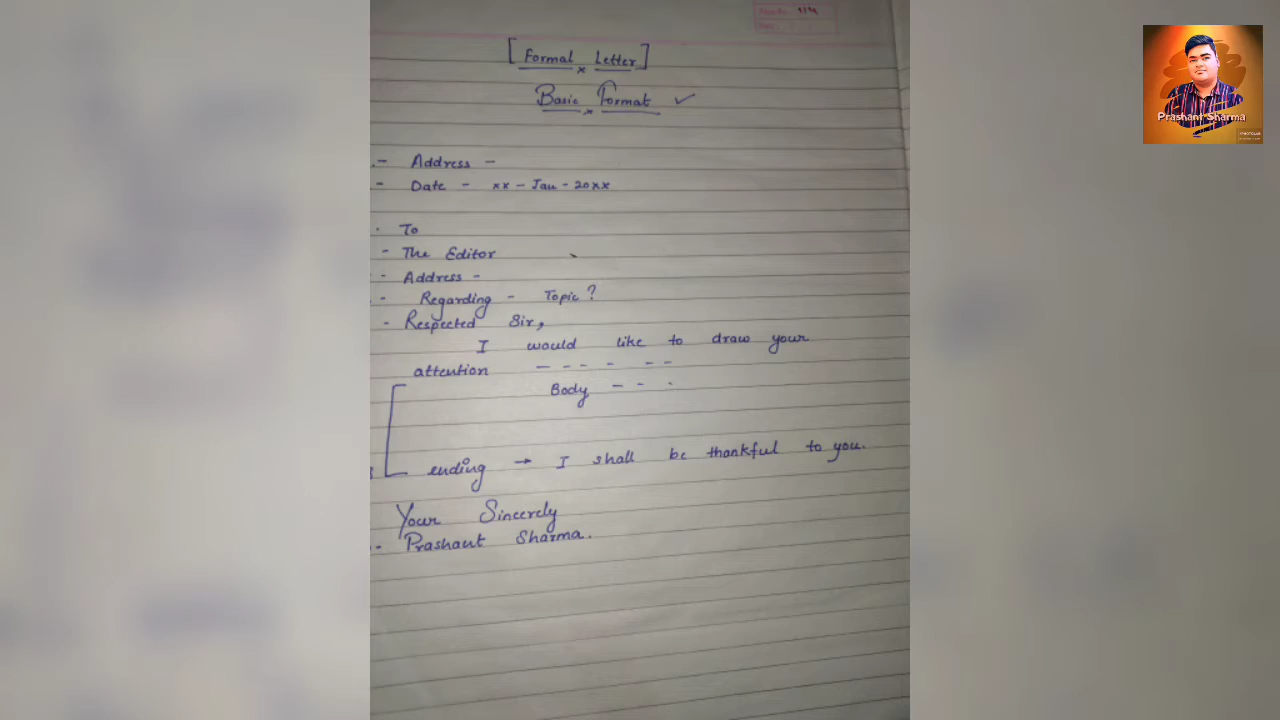 [ Formal Letter ]
Basic Format ✓
- Address -
- Date - xx - Jan - 20xx
To
- The Editor
- Address -
- Regarding - Topic ?
- Respected Sir,
I would like to draw your
attention - - - - - -
Body - - -
ending → I shall be thankful to you.
Your Sincerely
- Prashant Sharma.
Prashant Sharma